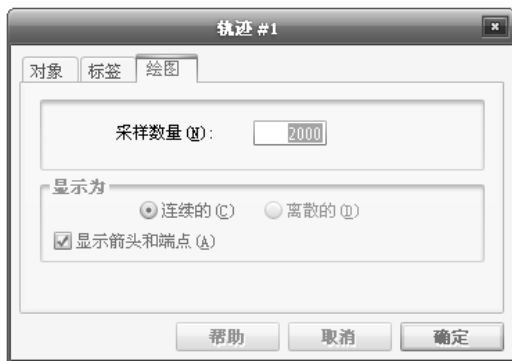 轨迹 #1
对象 标签 绘图
采样数量(N): 2000
显示为
连续的(C) 离散的(D)
显示箭头和端点(A)
帮助 取消 确定